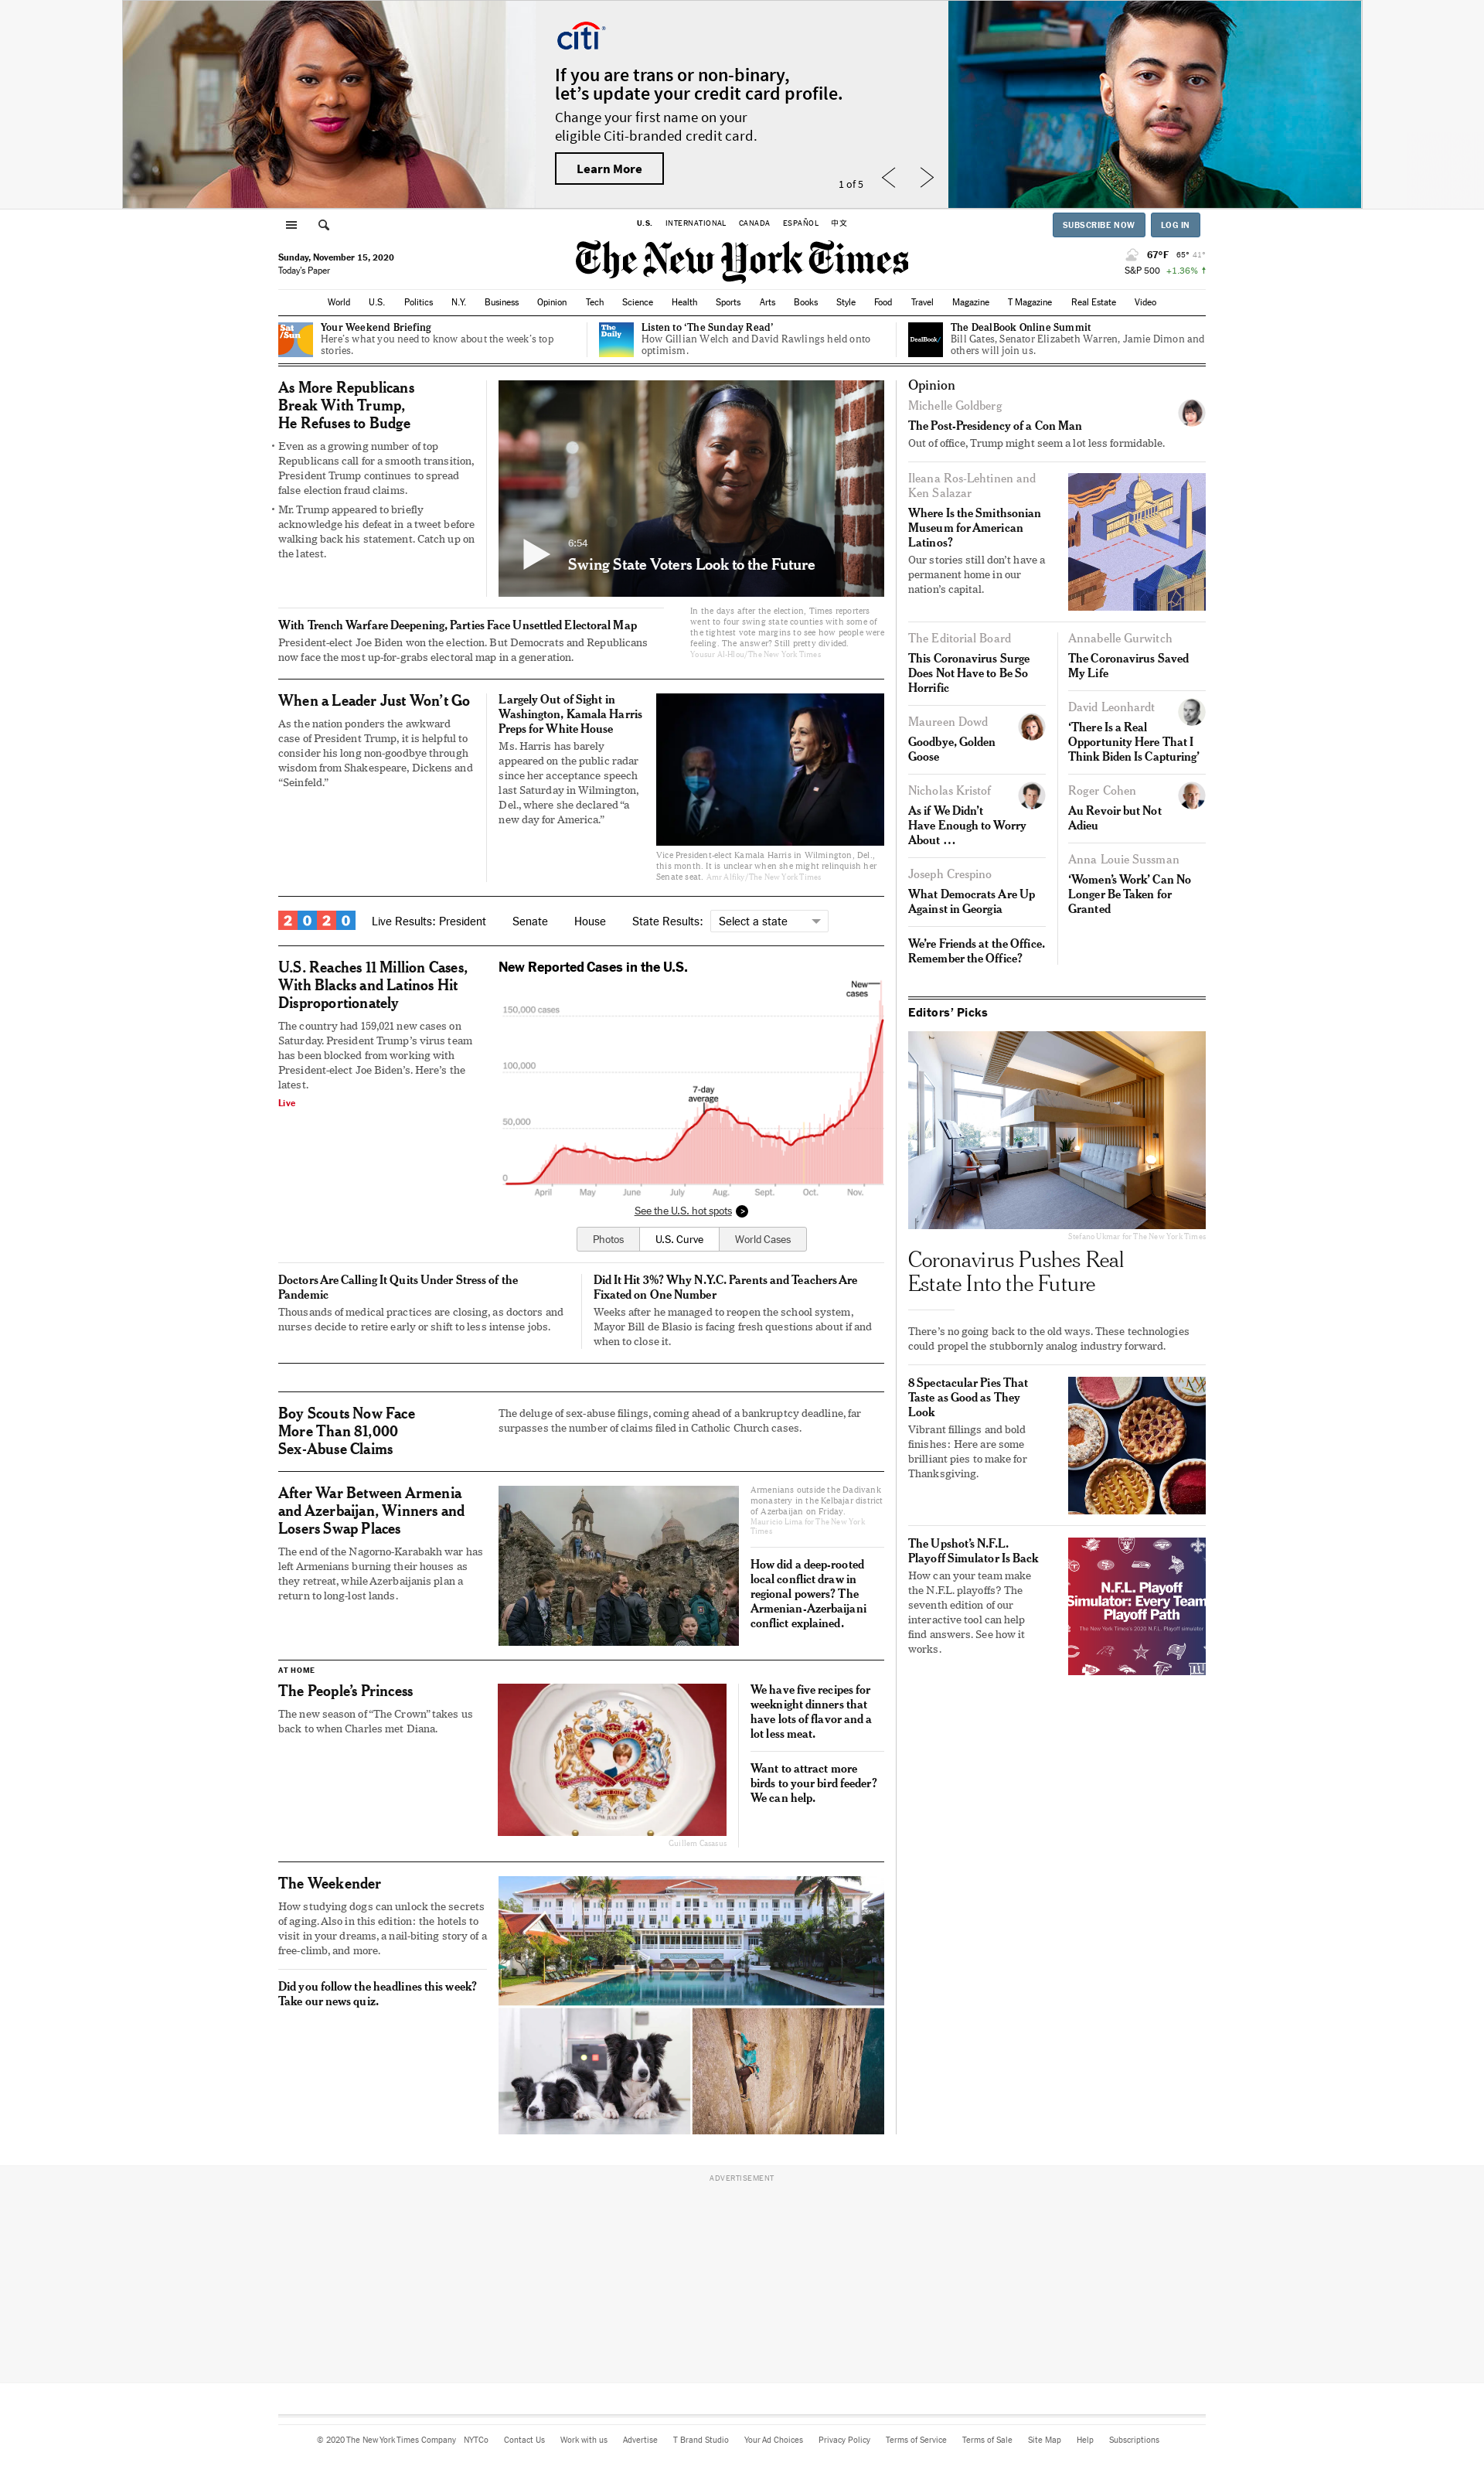 citi
If you are trans or non-binary,
let's update your credit card profile.
Change your first name on your
eligible Citi-branded credit card.
Learn More
1 of 5
U.S. INTERNATIONAL CANADA ESPAÑOL 中文
SUBSCRIBE NOW LOG IN
Sunday, November 15, 2020
Today's Paper
The New York Times
67°F 65° 41°
S&P 500 +1.36% ↑
World U.S. Politics N.Y. Business Opinion Tech Science Health Sports Arts Books Style Food Travel Magazine T Magazine Real Estate Video
Sat
/Sun
Your Weekend Briefing
Here's what you need to know about the week's top
stories.
The
Daily
Listen to ‘The Sunday Read’
How Gillian Welch and David Rawlings held onto
optimism.
DealBook/
The DealBook Online Summit
Bill Gates, Senator Elizabeth Warren, Jamie Dimon and
others will join us.
As More Republicans
Break With Trump,
He Refuses to Budge
• Even as a growing number of top
Republicans call for a smooth transition,
President Trump continues to spread
false election fraud claims.
• Mr. Trump appeared to briefly
acknowledge his defeat in a tweet before
walking back his statement. Catch up on
the latest.
6:54
Swing State Voters Look to the Future
In the days after the election, Times reporters
went to four swing state counties with some of
the tightest vote margins to see how people were
feeling. The answer? Still pretty divided.
Yousur Al-Hlou/The New York Times
With Trench Warfare Deepening, Parties Face Unsettled Electoral Map
President-elect Joe Biden won the election. But Democrats and Republicans
now face the most up-for-grabs electoral map in a generation.
When a Leader Just Won't Go
As the nation ponders the awkward
case of President Trump, it is helpful to
consider his long non-goodbye through
wisdom from Shakespeare, Dickens and
“Seinfeld.”
Largely Out of Sight in
Washington, Kamala Harris
Preps for White House
Ms. Harris has barely
appeared on the public radar
since her acceptance speech
last Saturday in Wilmington,
Del., where she declared “a
new day for America.”
Vice President-elect Kamala Harris in Wilmington, Del.,
this month. It is unclear when she might relinquish her
Senate seat. Amr Alfiky/The New York Times
2020 Live Results: President Senate House State Results: Select a state
U.S. Reaches 11 Million Cases,
With Blacks and Latinos Hit
Disproportionately
The country had 159,021 new cases on
Saturday. President Trump's virus team
has been blocked from working with
President-elect Joe Biden's. Here's the
latest.
Live
New Reported Cases in the U.S.
New
cases
150,000 cases
100,000
7-day
average
50,000
0
April May June July Aug. Sept. Oct. Nov.
See the U.S. hot spots >
Photos U.S. Curve World Cases
Doctors Are Calling It Quits Under Stress of the
Pandemic
Thousands of medical practices are closing, as doctors and
nurses decide to retire early or shift to less intense jobs.
Did It Hit 3%? Why N.Y.C. Parents and Teachers Are
Fixated on One Number
Weeks after he managed to reopen the school system,
Mayor Bill de Blasio is facing fresh questions about if and
when to close it.
Boy Scouts Now Face
More Than 81,000
Sex-Abuse Claims
The deluge of sex-abuse filings, coming ahead of a bankruptcy deadline, far
surpasses the number of claims filed in Catholic Church cases.
After War Between Armenia
and Azerbaijan, Winners and
Losers Swap Places
The end of the Nagorno-Karabakh war has
left Armenians burning their houses as
they retreat, while Azerbaijanis plan a
return to long-lost lands.
Armenians outside the Dadivank
monastery in the Kelbajar district
of Azerbaijan on Friday.
Mauricio Lima for The New York
Times
How did a deep-rooted
local conflict draw in
regional powers? The
Armenian-Azerbaijani
conflict explained.
AT HOME
The People's Princess
The new season of “The Crown” takes us
back to when Charles met Diana.
Guillem Casasus
We have five recipes for
weeknight dinners that
have lots of flavor and a
lot less meat.
Want to attract more
birds to your bird feeder?
We can help.
The Weekender
How studying dogs can unlock the secrets
of aging. Also in this edition: the hotels to
visit in your dreams, a nail-biting story of a
free-climb, and more.
Did you follow the headlines this week?
Take our news quiz.
Opinion
Michelle Goldberg
The Post-Presidency of a Con Man
Out of office, Trump might seem a lot less formidable.
Ileana Ros-Lehtinen and
Ken Salazar
Where Is the Smithsonian
Museum for American
Latinos?
Our stories still don't have a
permanent home in our
nation's capital.
The Editorial Board
This Coronavirus Surge
Does Not Have to Be So
Horrific
Maureen Dowd
Goodbye, Golden
Goose
Nicholas Kristof
As if We Didn't
Have Enough to Worry
About …
Joseph Crespino
What Democrats Are Up
Against in Georgia
We're Friends at the Office.
Remember the Office?
Annabelle Gurwitch
The Coronavirus Saved
My Life
David Leonhardt
‘There Is a Real
Opportunity Here That I
Think Biden Is Capturing’
Roger Cohen
Au Revoir but Not
Adieu
Anna Louie Sussman
‘Women's Work’ Can No
Longer Be Taken for
Granted
Editors' Picks
Stefano Ukmar for The New York Times
Coronavirus Pushes Real
Estate Into the Future
There's no going back to the old ways. These technologies
could propel the stubbornly analog industry forward.
8 Spectacular Pies That
Taste as Good as They
Look
Vibrant fillings and bold
finishes: Here are some
brilliant pies to make for
Thanksgiving.
The Upshot's N.F.L.
Playoff Simulator Is Back
How can your team make
the N.F.L. playoffs? The
seventh edition of our
interactive tool can help
find answers. See how it
works.
N.F.L. Playoff
Simulator: Every Team
Playoff Path
The New York Times's 2020 N.F.L. Playoff simulator
ADVERTISEMENT
© 2020 The New York Times Company NYTCo Contact Us Work with us Advertise T Brand Studio Your Ad Choices Privacy Policy Terms of Service Terms of Sale Site Map Help Subscriptions